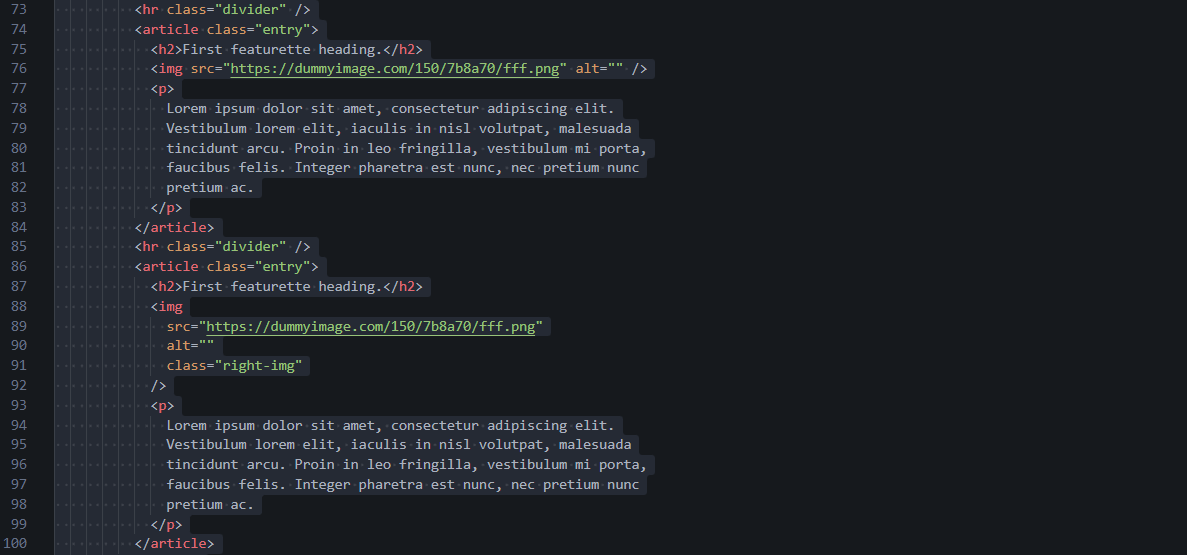 73 <hr class="divider" />
74 <article class="entry">
75 <h2>First featurette heading.</h2>
76 <img src="https://dummyimage.com/150/7b8a70/fff.png" alt="" />
77 <p>
78 Lorem ipsum dolor sit amet, consectetur adipiscing elit.
79 Vestibulum lorem elit, iaculis in nisl volutpat, malesuada
80 tincidunt arcu. Proin in leo fringilla, vestibulum mi porta,
81 faucibus felis. Integer pharetra est nunc, nec pretium nunc
82 pretium ac.
83 </p>
84 </article>
85 <hr class="divider" />
86 <article class="entry">
87 <h2>First featurette heading.</h2>
88 <img
89 src="https://dummyimage.com/150/7b8a70/fff.png"
90 alt=""
91 class="right-img"
92 />
93 <p>
94 Lorem ipsum dolor sit amet, consectetur adipiscing elit.
95 Vestibulum lorem elit, iaculis in nisl volutpat, malesuada
96 tincidunt arcu. Proin in leo fringilla, vestibulum mi porta,
97 faucibus felis. Integer pharetra est nunc, nec pretium nunc
98 pretium ac.
99 </p>
100 </article>